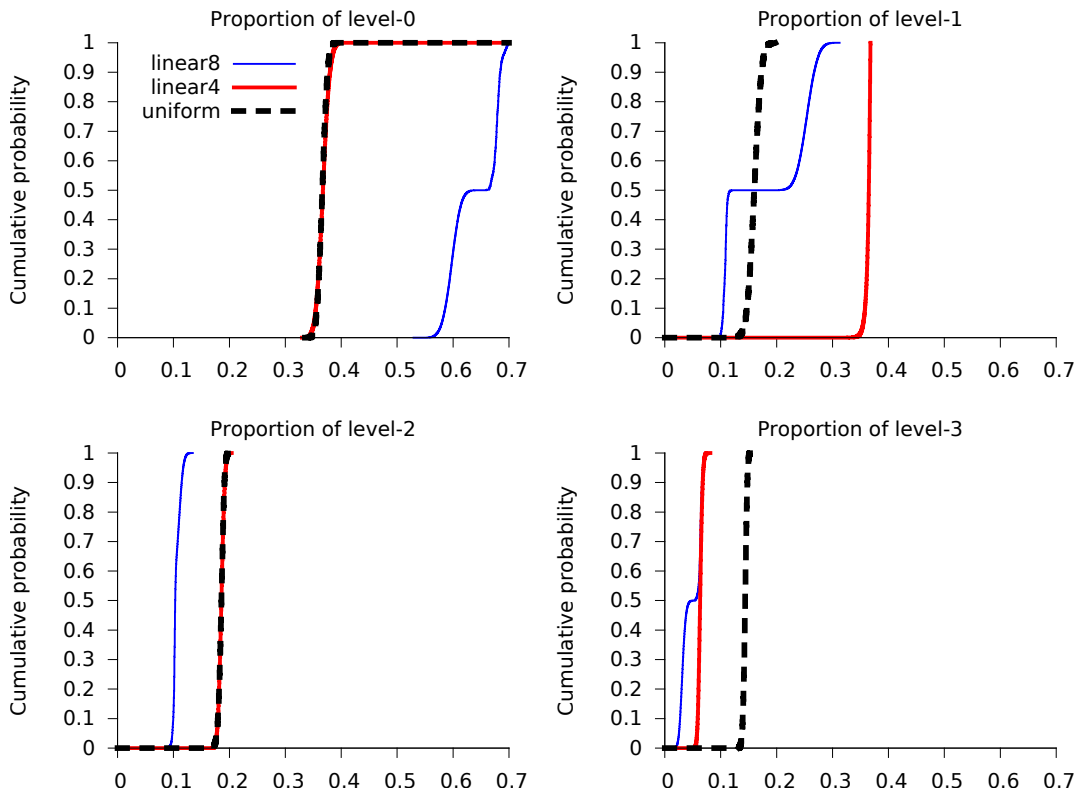 Proportion of level-0
Cumulative probability
1
0.9
0.8
0.7
0.6
0.5
0.4
0.3
0.2
0.1
0
linear8
linear4
uniform
0 0.1 0.2 0.3 0.4 0.5 0.6 0.7
Proportion of level-1
Cumulative probability
1
0.9
0.8
0.7
0.6
0.5
0.4
0.3
0.2
0.1
0
0 0.1 0.2 0.3 0.4 0.5 0.6 0.7
Proportion of level-2
Cumulative probability
1
0.9
0.8
0.7
0.6
0.5
0.4
0.3
0.2
0.1
0
0 0.1 0.2 0.3 0.4 0.5 0.6 0.7
Proportion of level-3
Cumulative probability
1
0.9
0.8
0.7
0.6
0.5
0.4
0.3
0.2
0.1
0
0 0.1 0.2 0.3 0.4 0.5 0.6 0.7